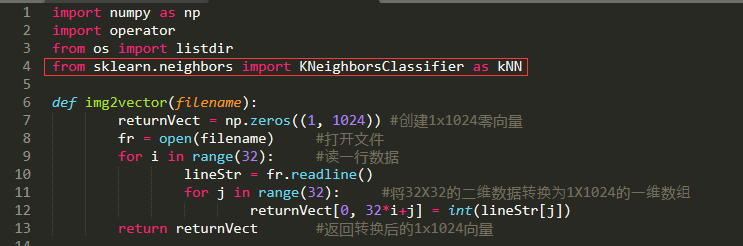 1 import numpy as np
2 import operator
3 from os import listdir
4 from sklearn.neighbors import KNeighborsClassifier as kNN
5
6 def img2vector(filename):
7 returnVect = np.zeros((1, 1024)) #创建1x1024零向量
8 fr = open(filename) #打开文件
9 for i in range(32): #读一行数据
10 lineStr = fr.readline()
11 for j in range(32): #将32X32的二维数据转换为1X1024的一维数组
12 returnVect[0, 32*i+j] = int(lineStr[j])
13 return returnVect #返回转换后的1x1024向量
14